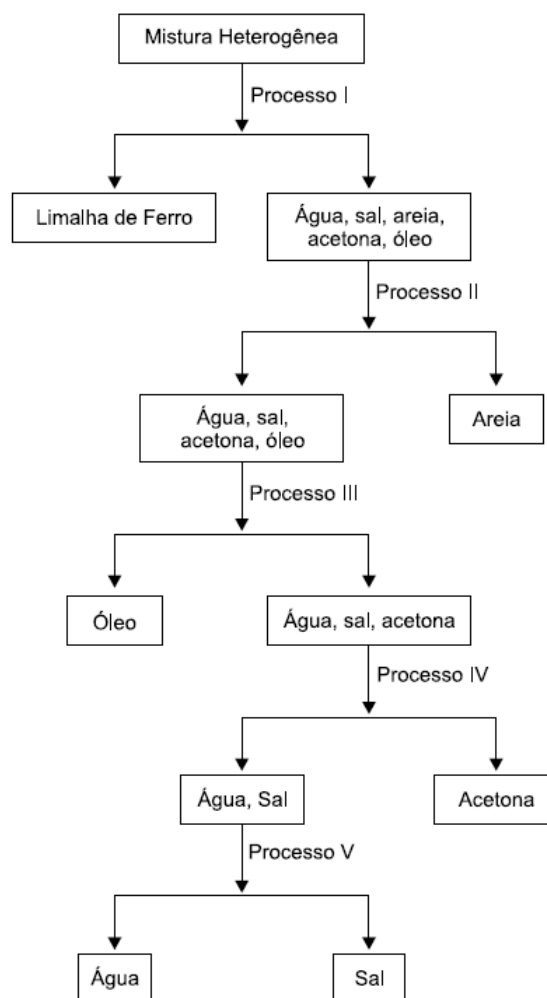 Mistura Heterogênea
Processo I
Limalha de Ferro
Água, sal, areia,
acetona, óleo
Processo II
Água, sal,
acetona, óleo
Areia
Processo III
Óleo
Água, sal, acetona
Processo IV
Água, Sal
Acetona
Processo V
Água
Sal